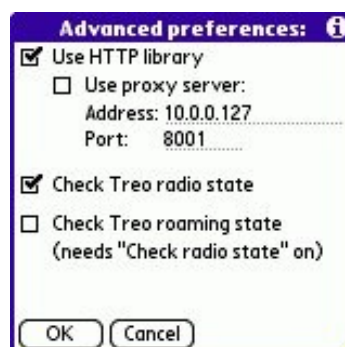 Advanced preferences:
Use HTTP library
Use proxy server:
Address: 10.0.0.127
Port: 8001
Check Treo radio state
Check Treo roaming state
(needs "Check radio state" on)
OK Cancel